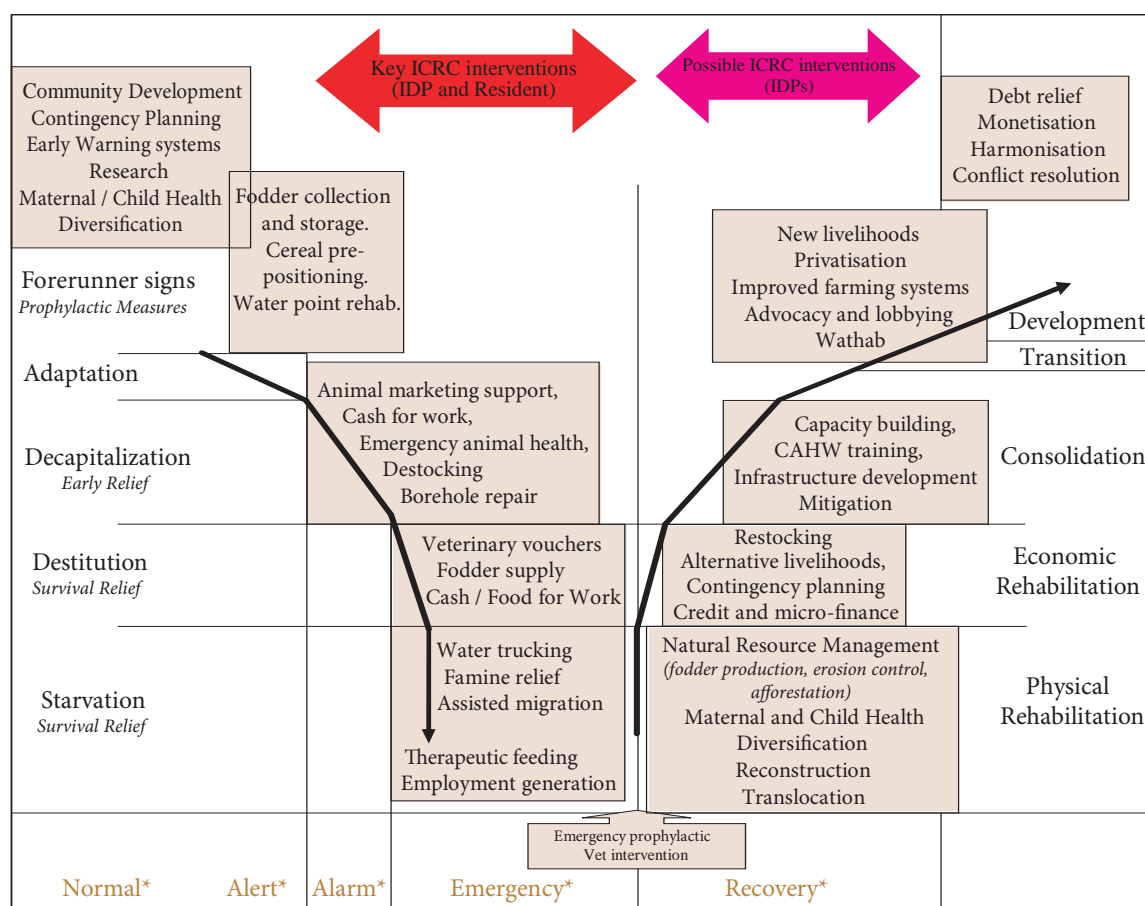 Key ICRC interventions
(IDP and Resident)
Possible ICRC interventions
(IDPs)
Community Development
Contingency Planning
Early Warning systems
Research
Maternal / Child Health
Diversification
Debt relief
Monetisation
Harmonisation
Conflict resolution
Fodder collection
and storage.
Cereal pre-
positioning.
Water point rehab.
New livelihoods
Privatisation
Improved farming systems
Advocacy and lobbying
Wathab
Forerunner signs
Prophylactic Measures
Development
Transition
Adaptation
Animal marketing support,
Cash for work,
Emergency animal health,
Destocking
Borehole repair
Capacity building,
CAHW training,
Infrastructure development
Mitigation
Decapitalization
Early Relief
Consolidation
Destitution
Survival Relief
Veterinary vouchers
Fodder supply
Cash / Food for Work
Restocking
Alternative livelihoods,
Contingency planning
Credit and micro-finance
Economic
Rehabilitation
Starvation
Survival Relief
Water trucking
Famine relief
Assisted migration
Therapeutic feeding
Employment generation
Natural Resource Management
(fodder production, erosion control,
afforestation)
Maternal and Child Health
Diversification
Reconstruction
Translocation
Physical
Rehabilitation
Emergency prophylactic
Vet intervention
Normal*
Alert*
Alarm*
Emergency*
Recovery*